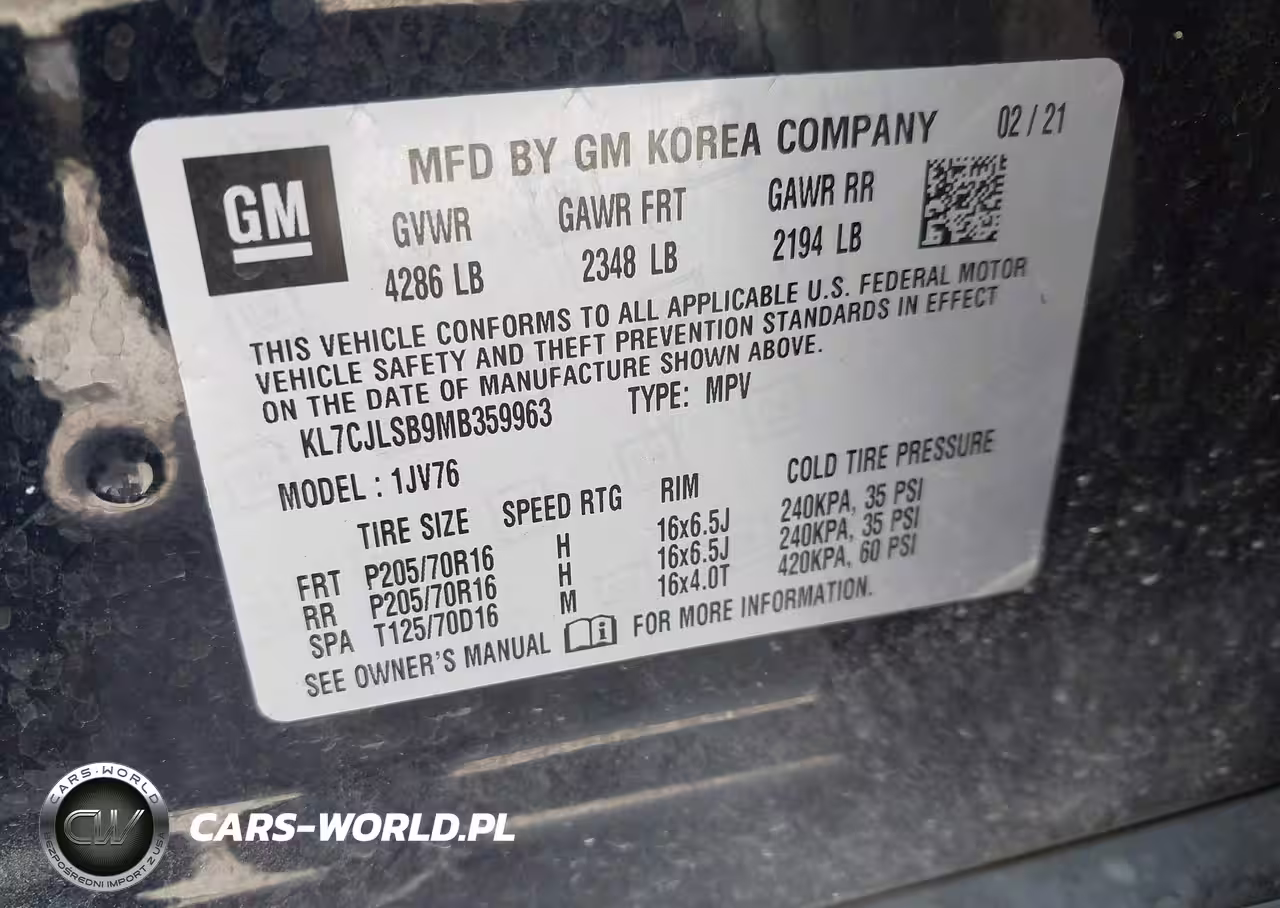 MFD BY GM KOREA COMPANY 02/21
GM
GVWR GAWR FRT GAWR RR
4286 LB 2348 LB 2194 LB
THIS VEHICLE CONFORMS TO ALL APPLICABLE U.S. FEDERAL MOTOR
VEHICLE SAFETY AND THEFT PREVENTION STANDARDS IN EFFECT
ON THE DATE OF MANUFACTURE SHOWN ABOVE.
KL7CJLSB9MB359963 TYPE: MPV
MODEL : 1JV76
TIRE SIZE SPEED RTG RIM COLD TIRE PRESSURE
FRT P205/70R16 H 16x6.5J 240KPA, 35 PSI
RR P205/70R16 H 16x6.5J 240KPA, 35 PSI
SPA T125/70D16 M 16x4.0T 420KPA, 60 PSI
SEE OWNER'S MANUAL i FOR MORE INFORMATION.
CARS-WORLD
CW
BEZPOŚREDNI IMPORT Z USA
CARS-WORLD.PL